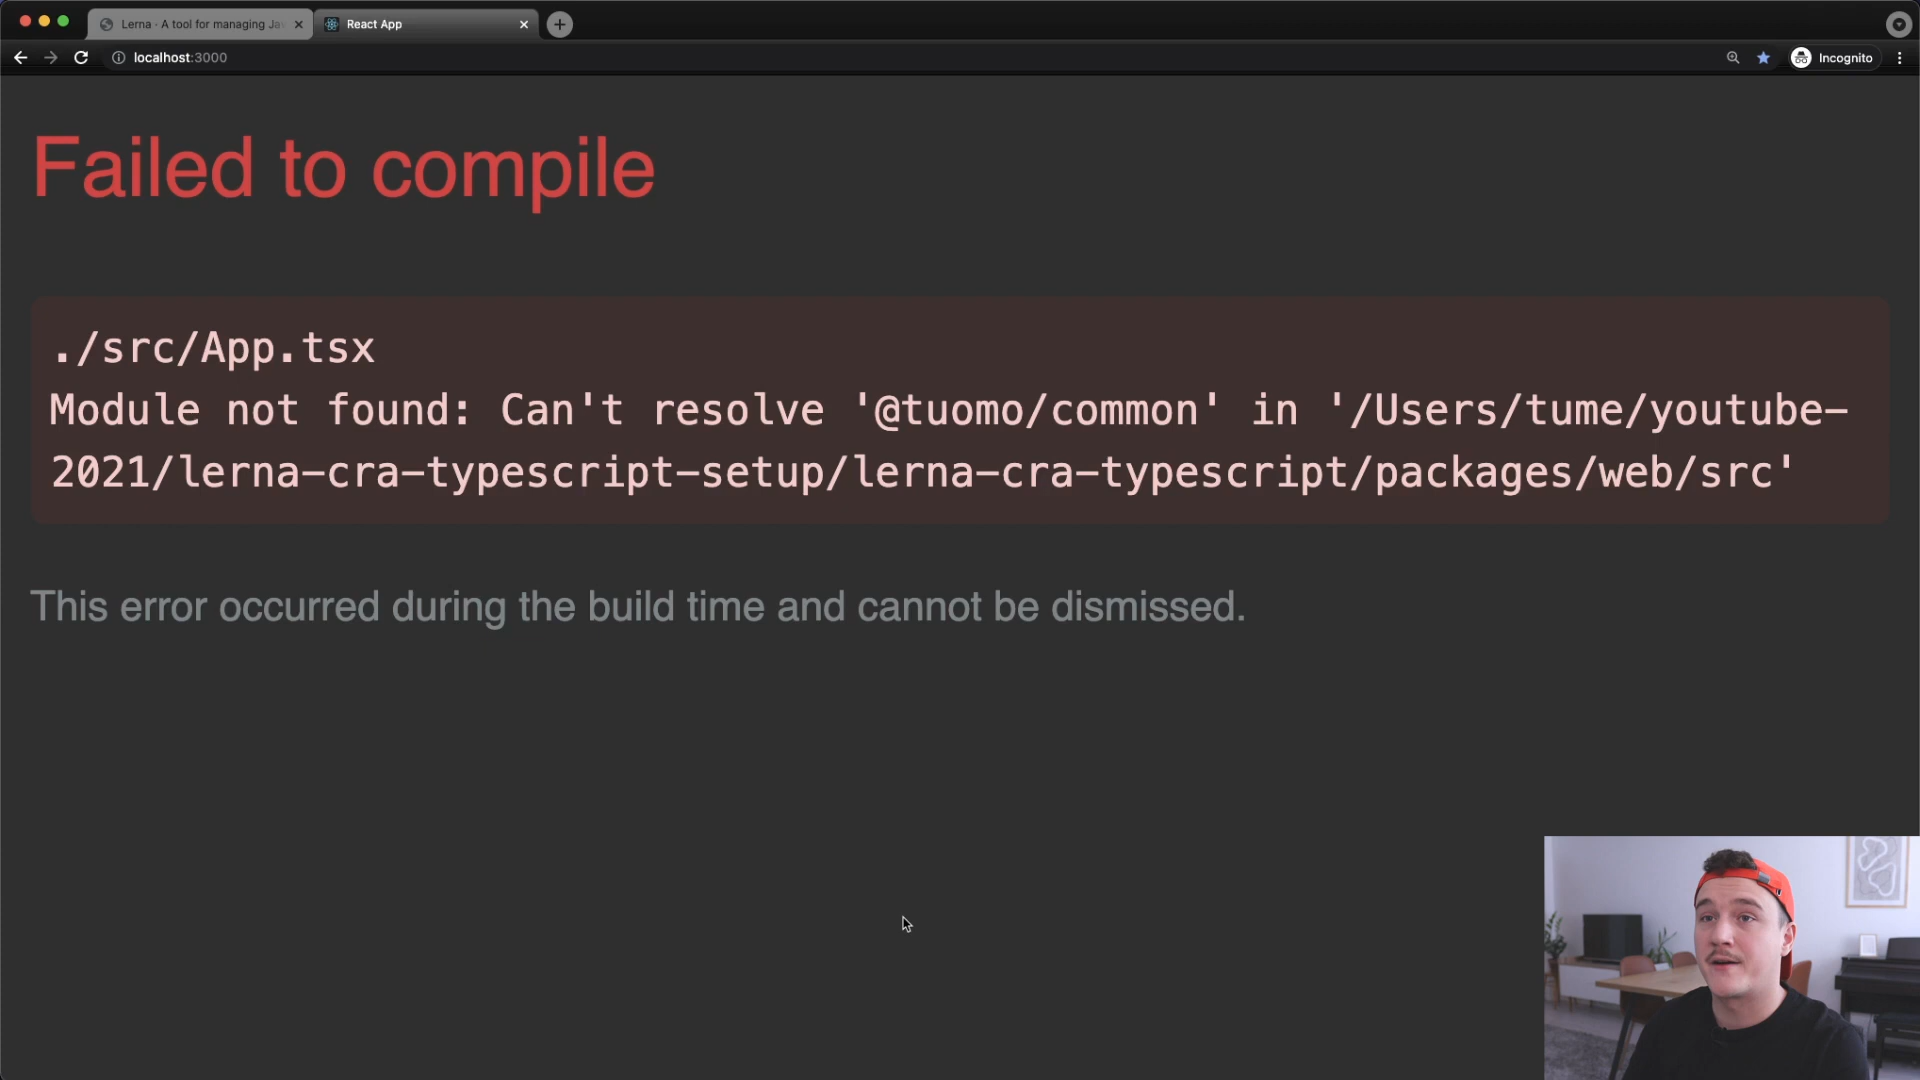 Lerna · A tool for managing Ja
React App
localhost:3000
Incognito
Failed to compile
./src/App.tsx
Module not found: Can't resolve '@tuomo/common' in '/Users/tume/youtube-
2021/lerna-cra-typescript-setup/lerna-cra-typescript/packages/web/src'
This error occurred during the build time and cannot be dismissed.